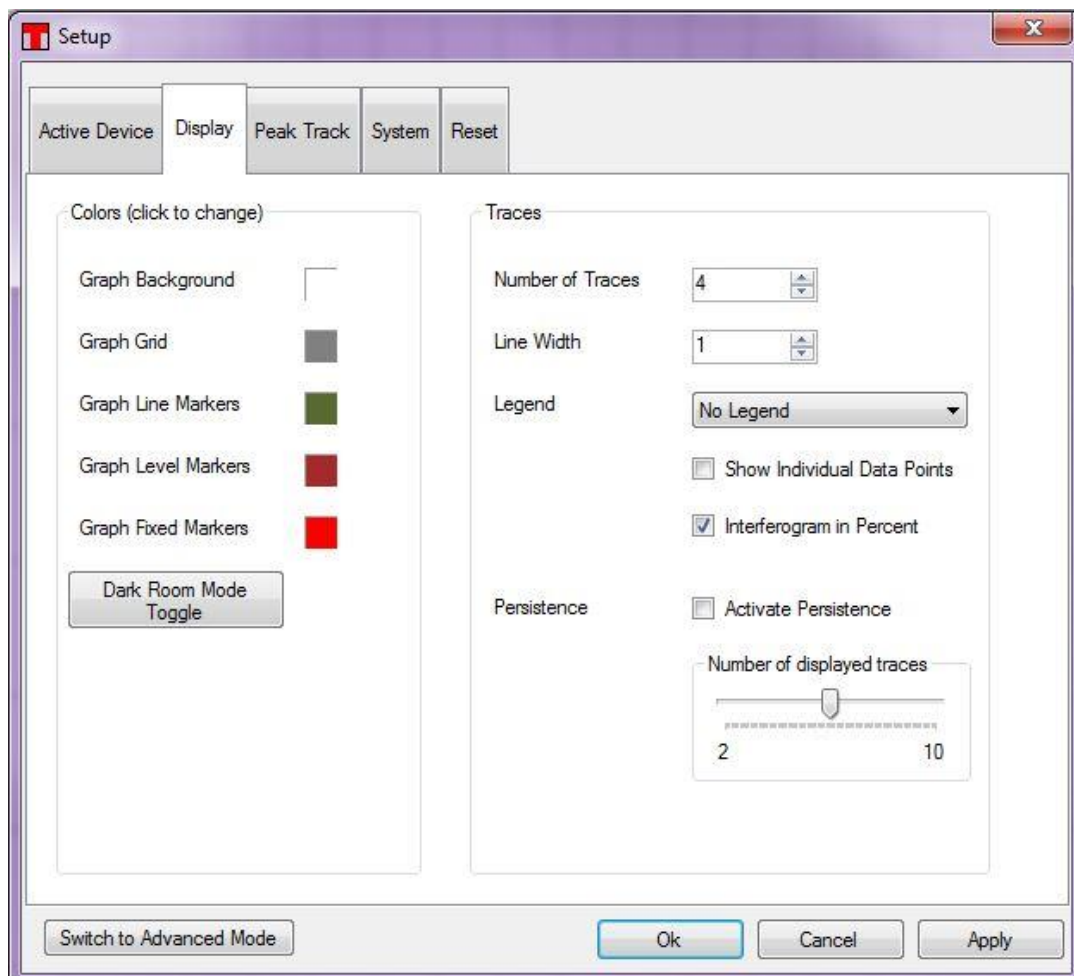 Setup
Active Device
Display
Peak Track
System
Reset
Colors (click to change)
Graph Background
Graph Grid
Graph Line Markers
Graph Level Markers
Graph Fixed Markers
Dark Room Mode
Toggle
Traces
Number of Traces 4
Line Width 1
Legend No Legend
Show Individual Data Points
Interferogram in Percent
Persistence Activate Persistence
Number of displayed traces
2 10
Switch to Advanced Mode
Ok
Cancel
Apply